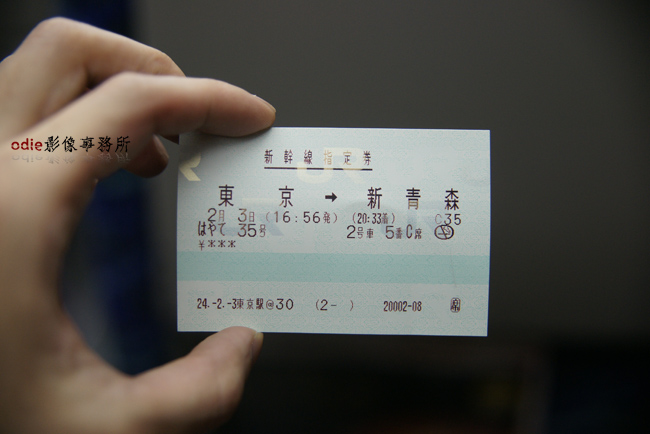 odie影像事務所
新幹線指定券
東京 → 新青森
2月 3日 (16:56発) (20:33着) C35
はやて 35号 2号車 5番C席
¥***
24.-2.-3東京駅@30 (2- ) 20002-08